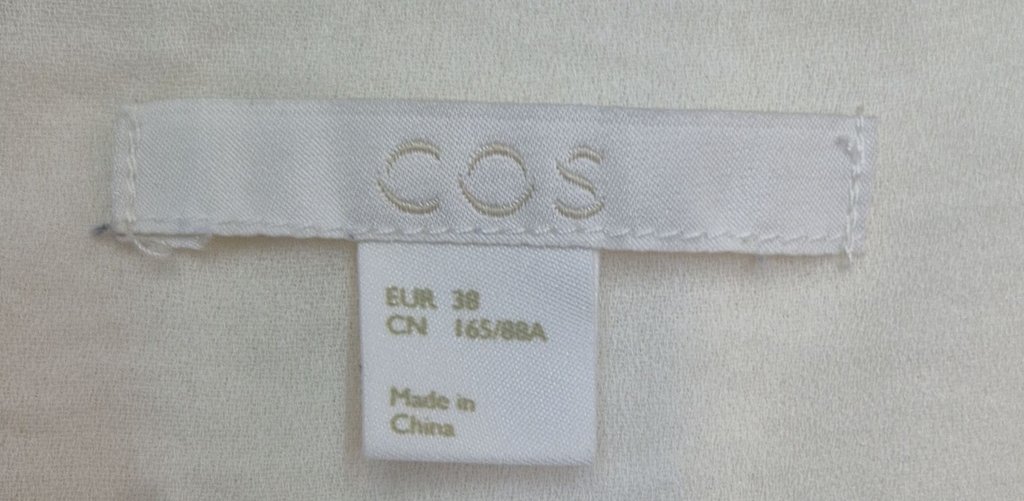 COS
EUR 38
CN 165/88A
Made in
China